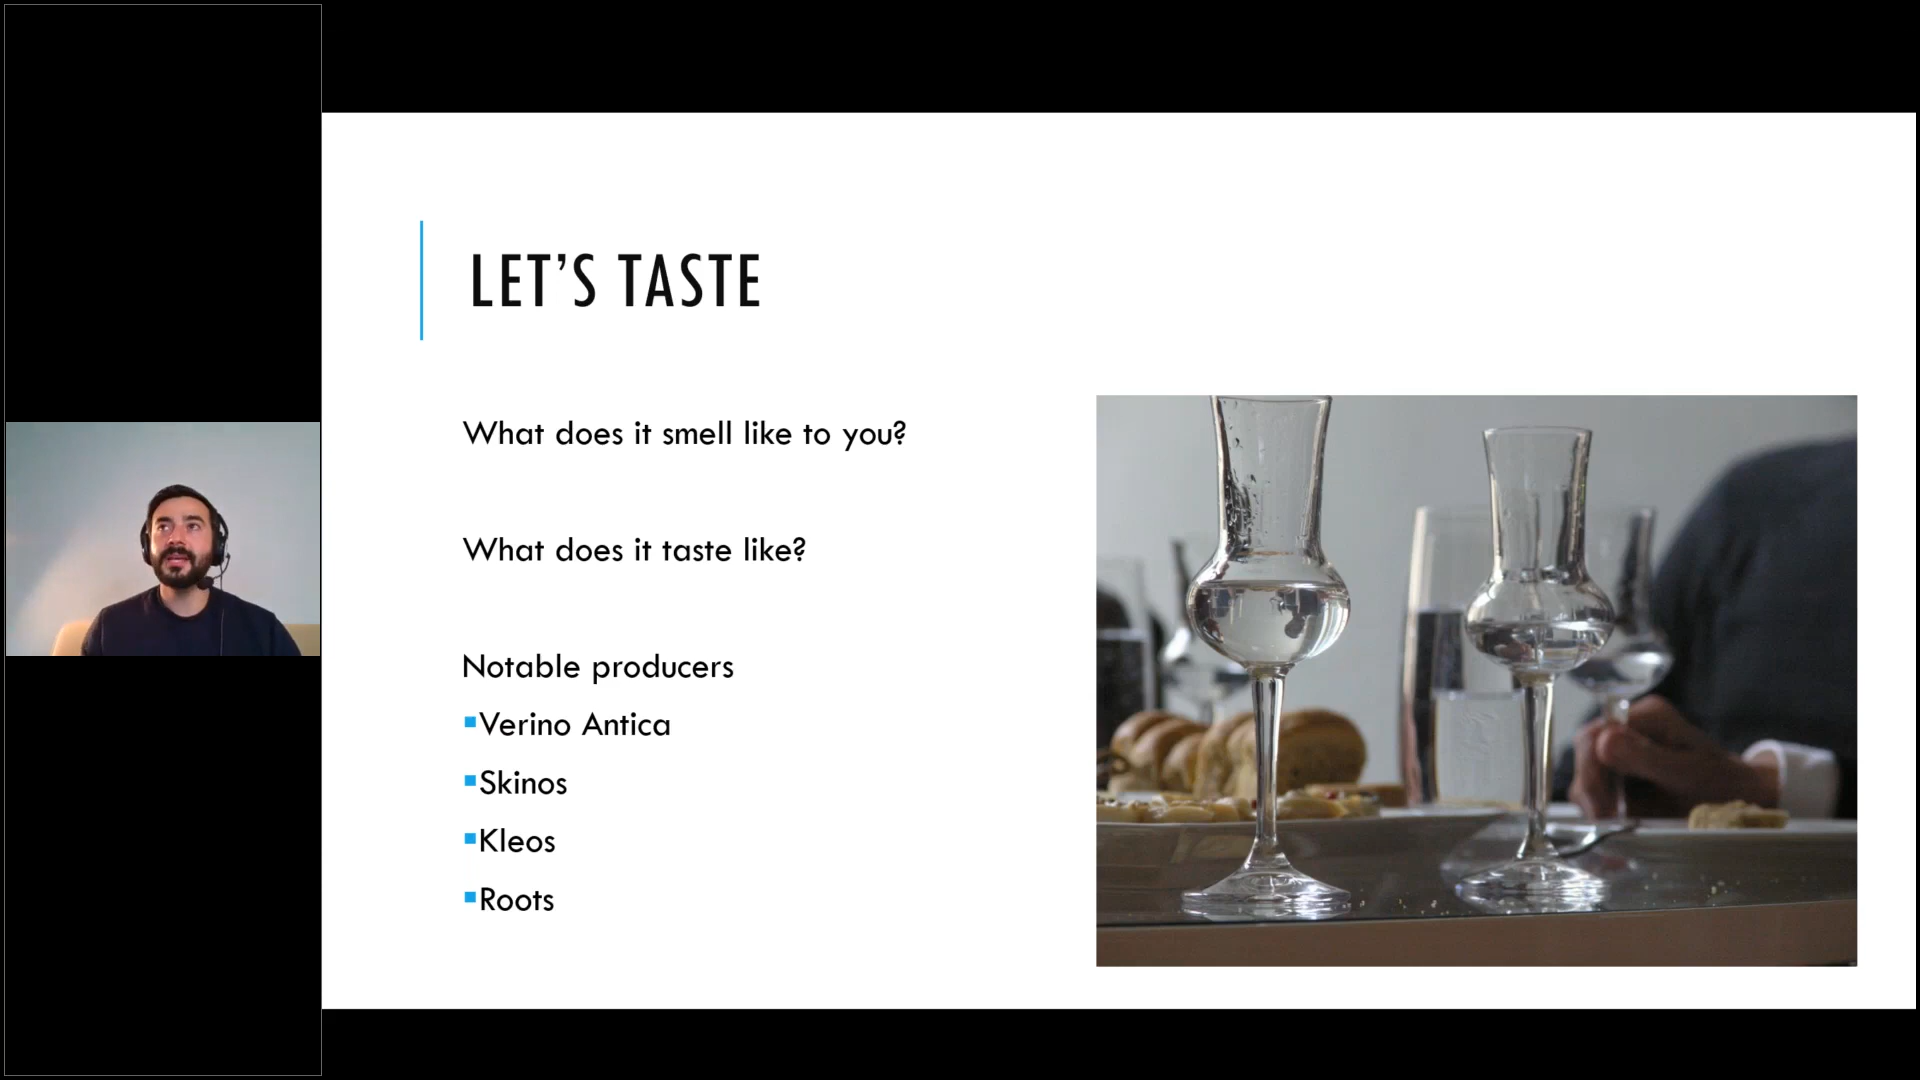 LET'S TASTE
What does it smell like to you?
What does it taste like?
Notable producers
▪Verino Antica
▪Skinos
▪Kleos
▪Roots